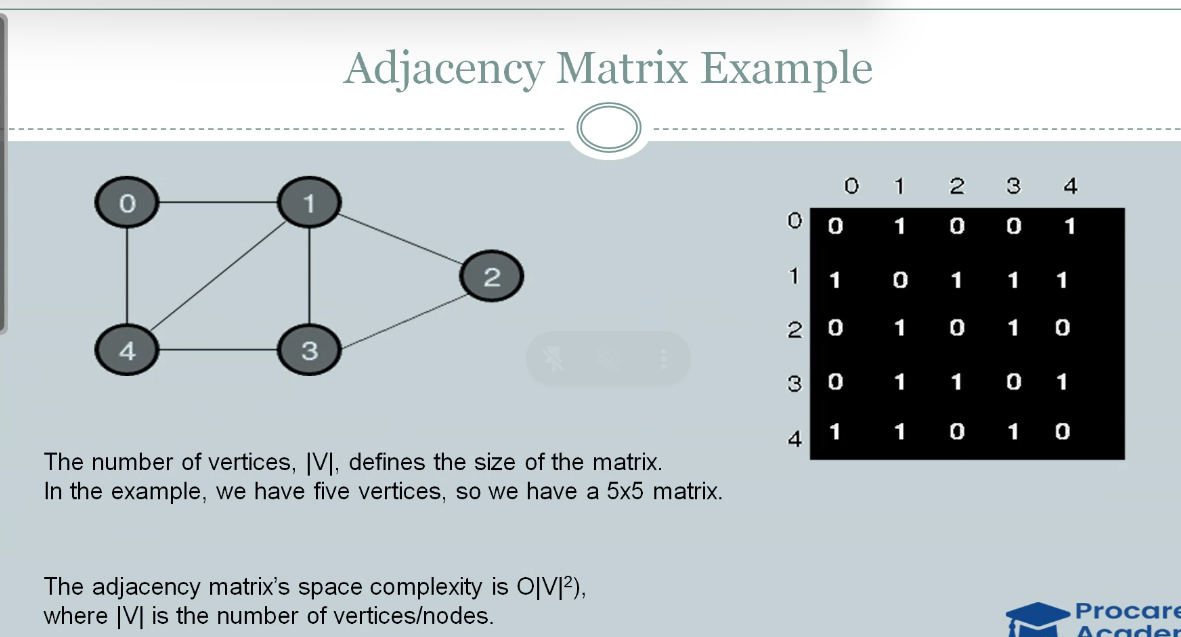 Adjacency Matrix Example
0 1 2 3 4
0 1
2
4 3
0 0 1 0 0 1
1 1 0 1 1 1
2 0 1 0 1 0
3 0 1 1 0 1
4 1 1 0 1 0
The number of vertices, |V|, defines the size of the matrix.
In the example, we have five vertices, so we have a 5x5 matrix.
The adjacency matrix’s space complexity is O|V|²),
where |V| is the number of vertices/nodes.
Procare